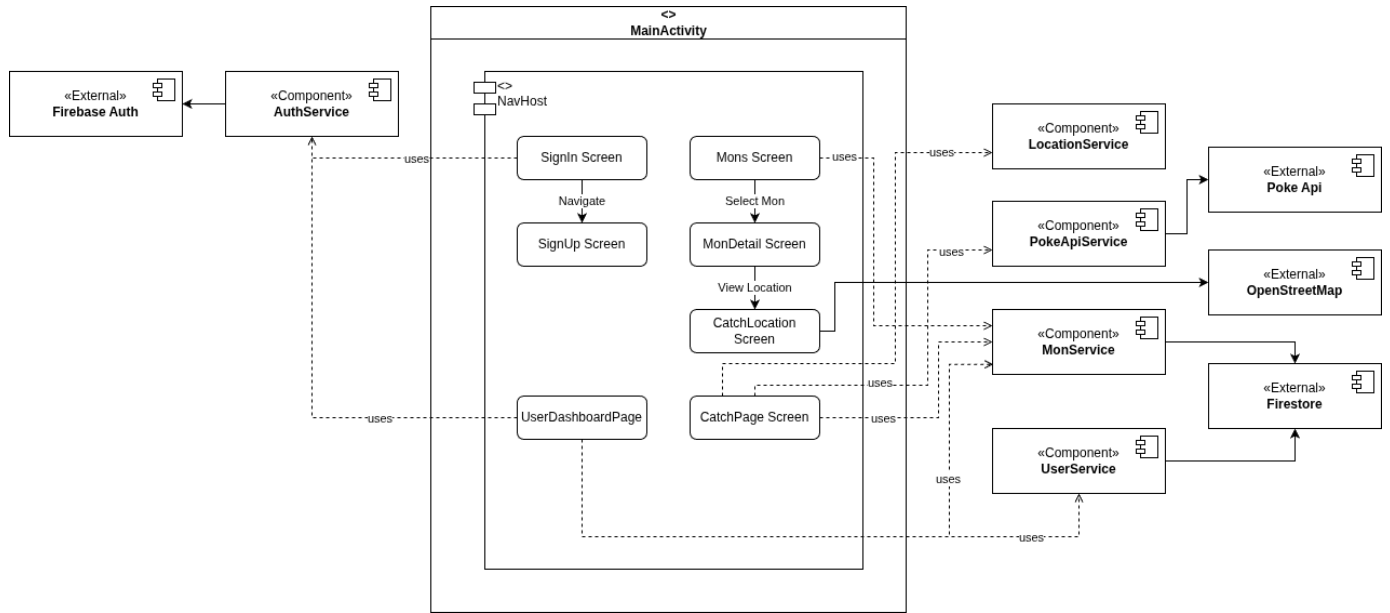 <>
MainActivity
«External»
Firebase Auth
«Component»
AuthService
<>
NavHost
SignIn Screen
uses
Navigate
SignUp Screen
Mons Screen
uses
Select Mon
MonDetail Screen
View Location
CatchLocation
Screen
UserDashboardPage
uses
CatchPage Screen
uses
uses
uses
uses
uses
uses
«Component»
LocationService
«Component»
PokeApiService
«Component»
MonService
«Component»
UserService
«External»
Poke Api
«External»
OpenStreetMap
«External»
Firestore